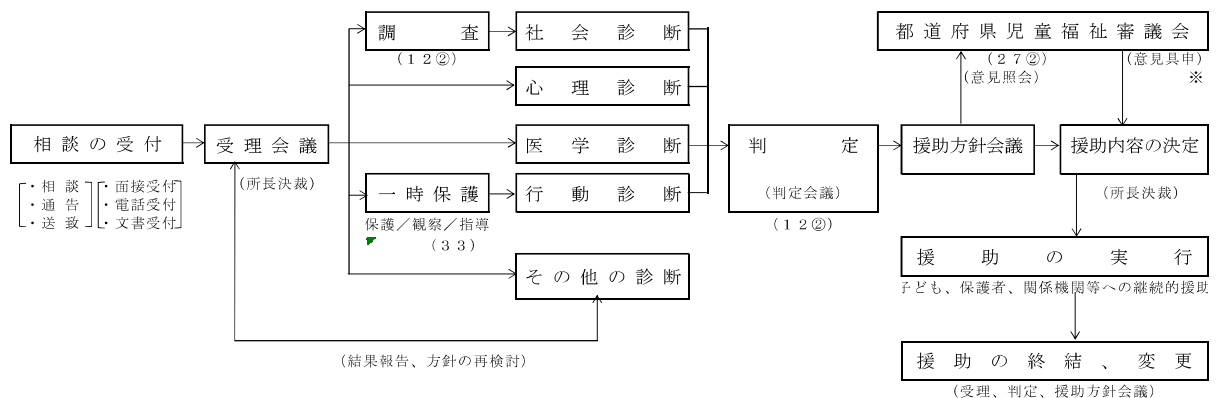 調査
(12②)
社会診断
心理診断
医学診断
相談の受付
・相談
・通告
・送致
・面接受付
・電話受付
・文書受付
受理会議
(所長決裁)
一時保護
保護／観察／指導
(33)
行動診断
その他の診断
(結果報告、方針の再検討)
判定
(判定会議)
(12②)
都道府県児童福祉審議会
(27②)
(意見照会)
(意見具申)
※
援助方針会議
援助内容の決定
(所長決裁)
援助の実行
子ども、保護者、関係機関等への継続的援助
援助の終結、変更
(受理、判定、援助方針会議)